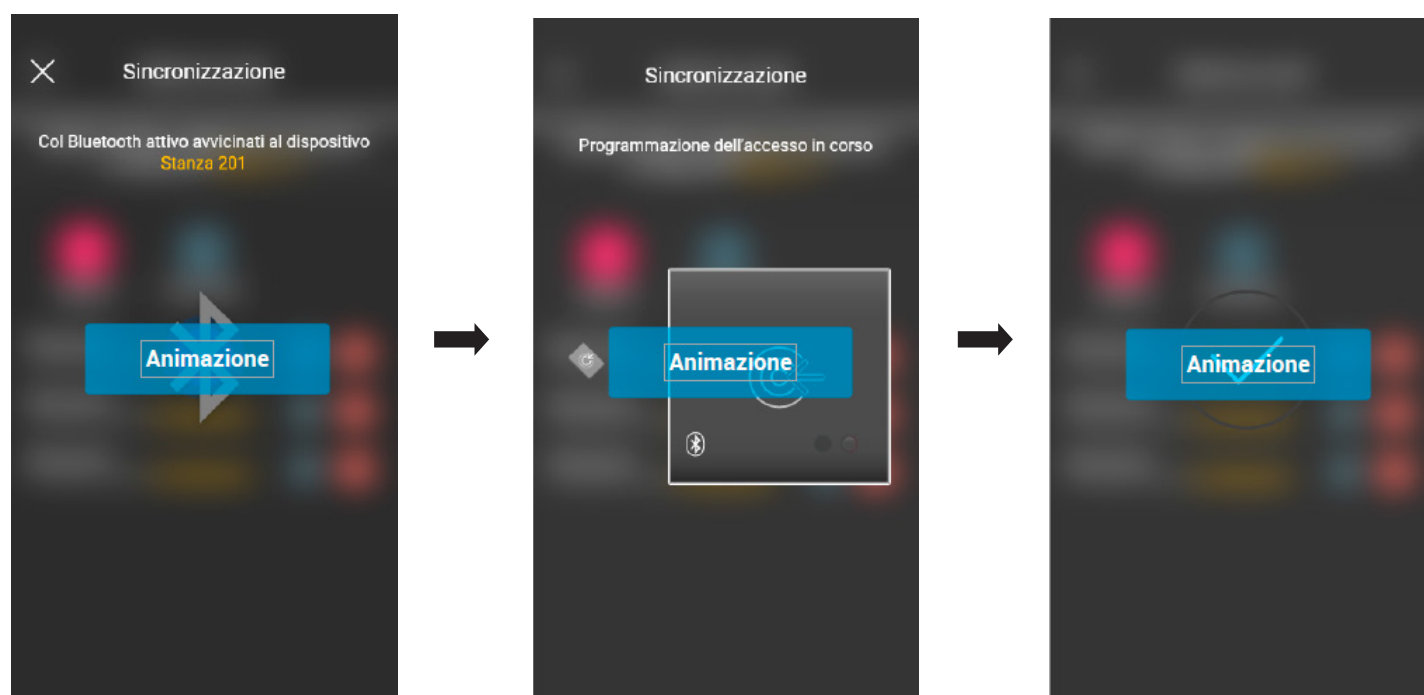 Sincronizzazione
Col Bluetooth attivo avvicinati al dispositivo
Stanza 201
Animazione
Sincronizzazione
Programmazione dell'accesso in corso
Animazione
Animazione